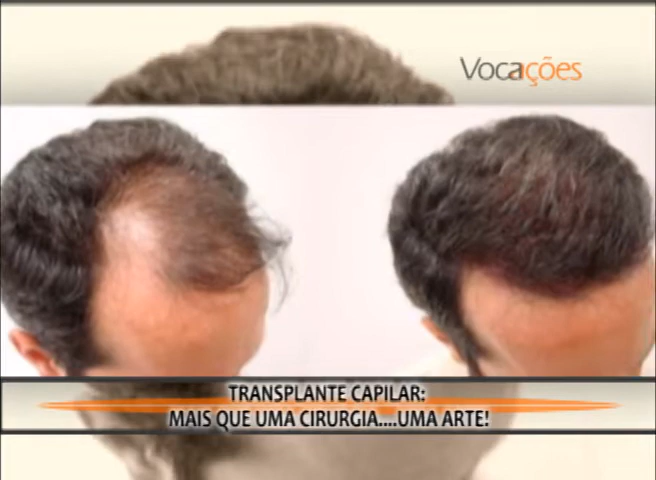 Vocações
TRANSPLANTE CAPILAR:
MAIS QUE UMA CIRURGIA....UMA ARTE!